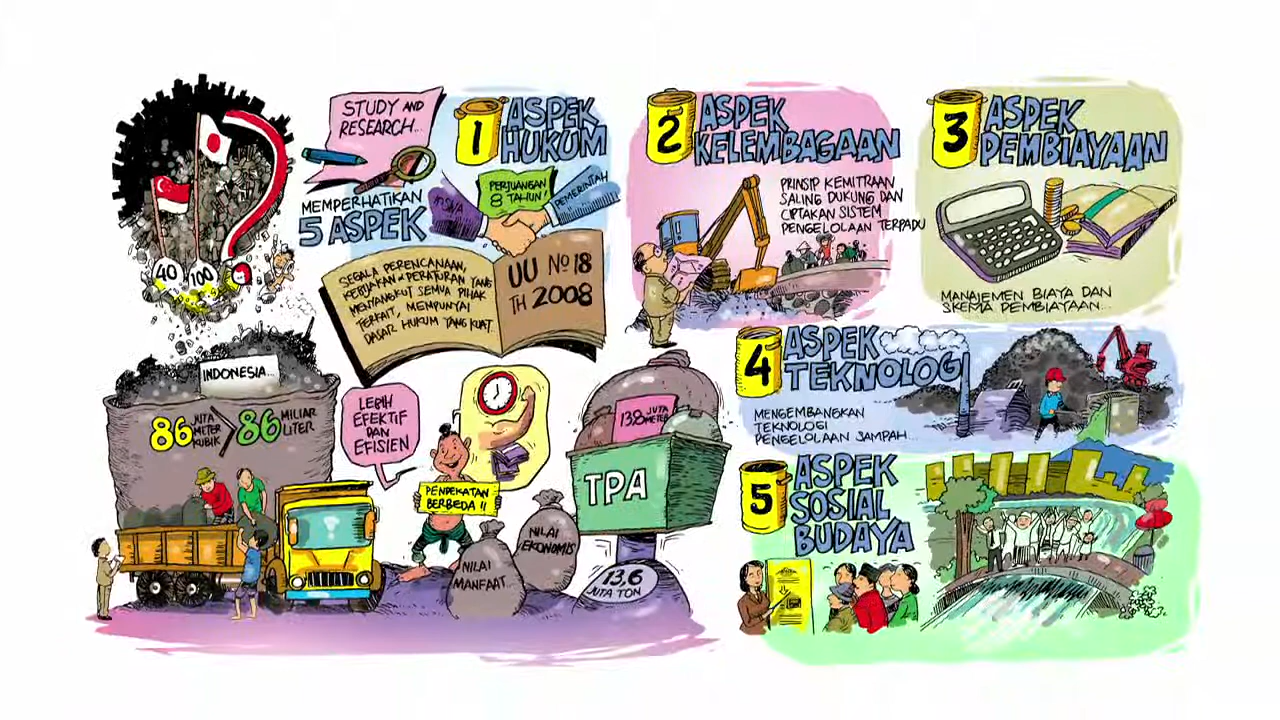 STUDY AND
RESEARCH...
MEMPERHATIKAN
5 ASPEK
1
ASPEK
HUKUM
PERJUANGAN
8 TAHUN!
PEMERINTAH
SEGALA PERENCANAAN,
KEBIJAKAN & PERATURAN YANG
MENYANGKUT SEMUA PIHAK
TERKAIT, MEMPUNYAI
DASAR HUKUM YANG KUAT
UU No 18
TH 2008
2
ASPEK
KELEMBAGAAN
PRINSIP KEMITRAAN
SALING DUKUNG DAN
CIPTAKAN SISTEM
PENGELOLAAN TERPADU
3
ASPEK
PEMBIAYAAN
MANAJEMEN BIAYA DAN
SKEMA PEMBIAYAAN...
4
ASPEK
TEKNOLOGI
MENGEMBANGKAN
TEKNOLOGI
PENGELOLAAN SAMPAH...
5
ASPEK
SOSIAL
BUDAYA
40
100
INDONESIA...
86 JUTA METER KUBIK > 86 MILIAR LITER
LEBIH
EFEKTIF
DAN
EFISIEN
PENDEKATAN
BERBEDA!!
NILAI
MANFAAT
NILAI
EKONOMIS
13,8 JUTA METER³
TPA
13.6
JUTA TON